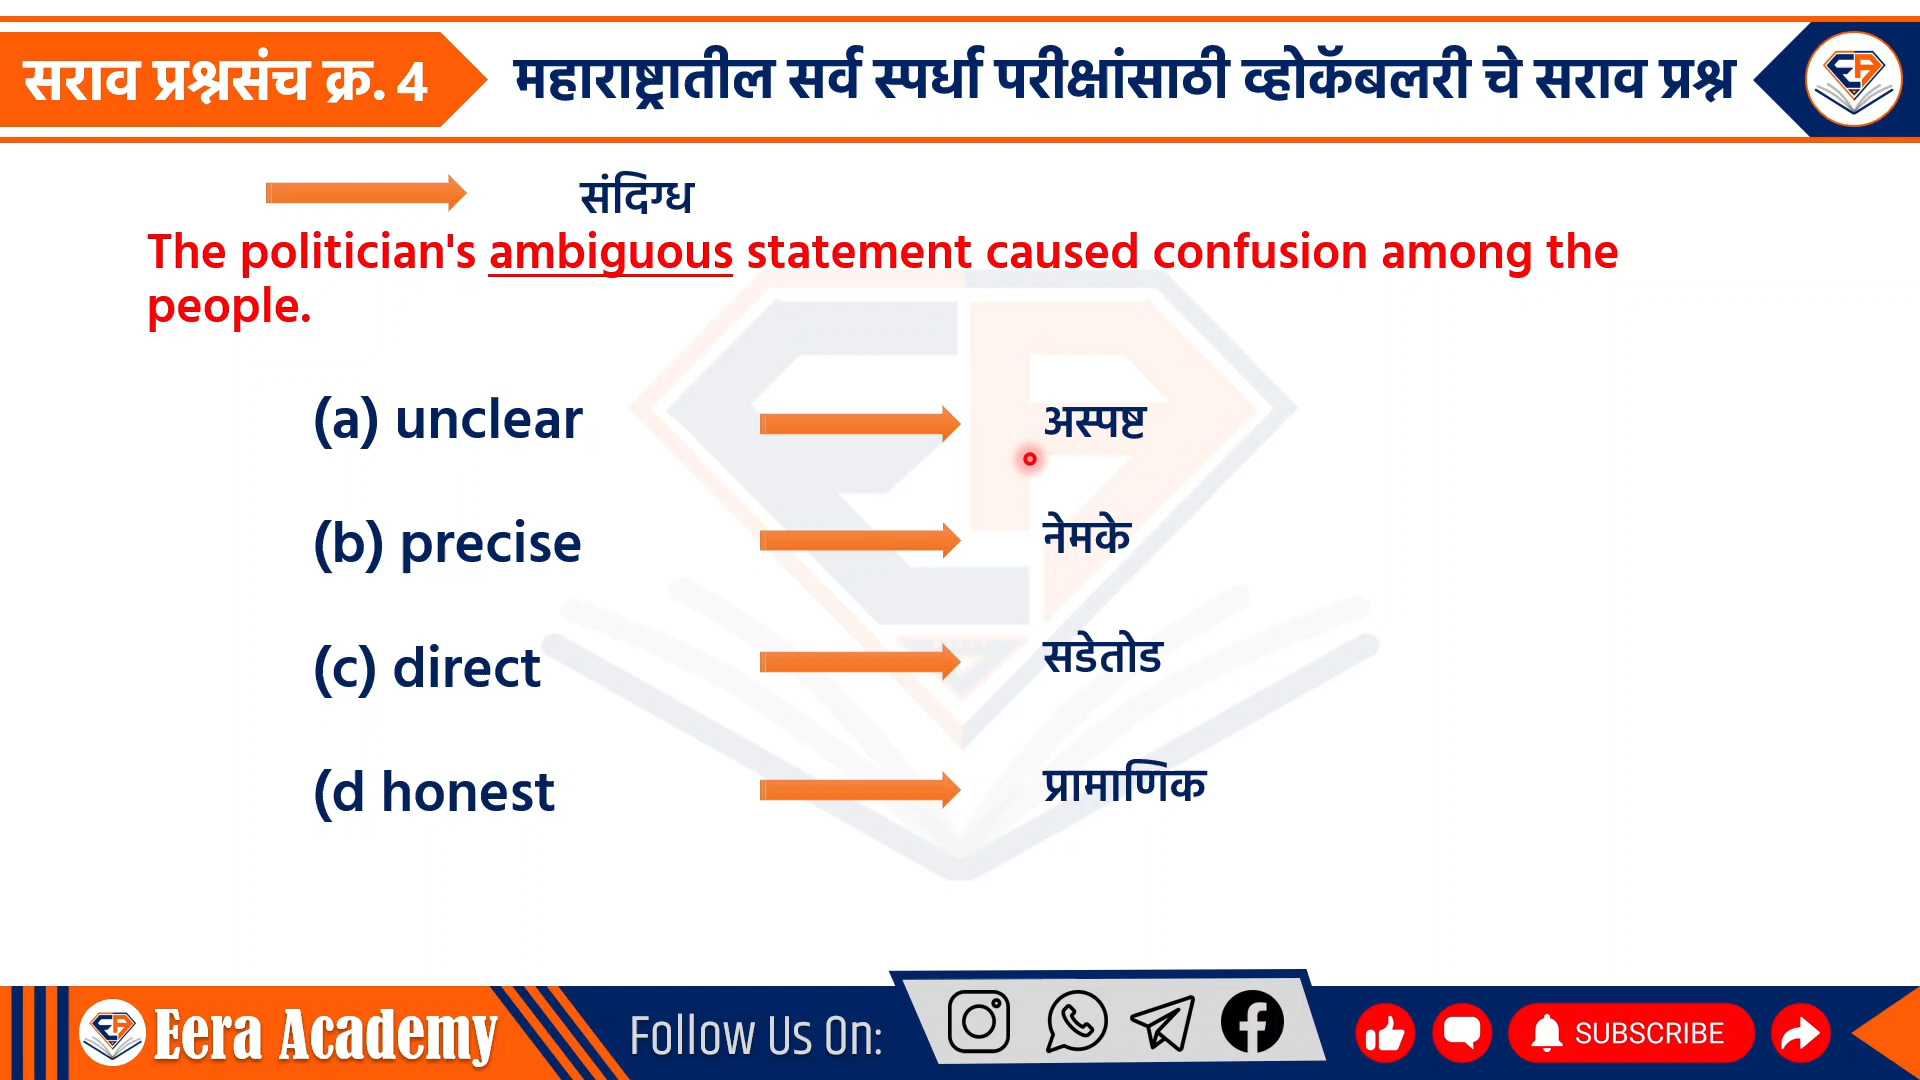 सराव प्रश्नसंच क्र. 4
महाराष्ट्रातील सर्व स्पर्धा परीक्षांसाठी व्होकॅबलरी चे सराव प्रश्न
संदिग्ध
The politician's ambiguous statement caused confusion among the
people.
(a) unclear
अस्पष्ट
(b) precise
नेमके
(c) direct
सडेतोड
(d honest
प्रामाणिक
Eera Academy
Follow Us On:
SUBSCRIBE